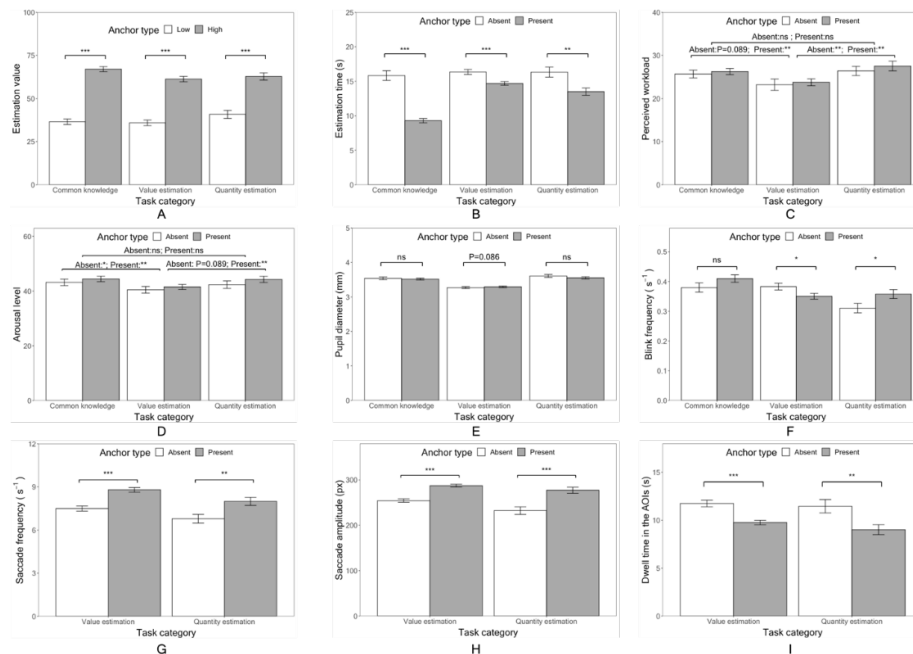 Anchor type Low High
***
***
***
Estimation value
100
75
50
25
0
Common knowledge Value estimation Quantity estimation
Task category
A
Anchor type Absent Present
***
***
**
Estimation time (s)
20
15
10
5
0
Common knowledge Value estimation Quantity estimation
Task category
B
Anchor type Absent Present
Absent:ns ; Present:ns
Absent:P=0.089; Present:** Absent:**; Present:**
Perceived workload
40
30
20
10
0
Common knowledge Value estimation Quantity estimation
Task category
C
Anchor type Absent Present
Absent:ns; Present:ns
Absent:*; Present:** Absent: P=0.089; Present:**
Arousal level
60
40
20
0
Common knowledge Value estimation Quantity estimation
Task category
D
Anchor type Absent Present
ns
P=0.086
ns
Pupil diameter (mm)
5
4
3
2
1
0
Common knowledge Value estimation Quantity estimation
Task category
E
Anchor type Absent Present
ns
*
*
Blink frequency ( s⁻¹)
0.5
0.4
0.3
0.2
0.1
0.0
Common knowledge Value estimation Quantity estimation
Task category
F
Anchor type Absent Present
***
**
Saccade frequency ( s⁻¹)
12
9
6
3
0
Value estimation Quantity estimation
Task category
G
Anchor type Absent Present
***
***
Saccade amplitude (px)
300
200
100
0
Value estimation Quantity estimation
Task category
H
Anchor type Absent Present
***
**
Dwell time in the AOIs (s)
15
10
5
0
Value estimation Quantity estimation
Task category
I